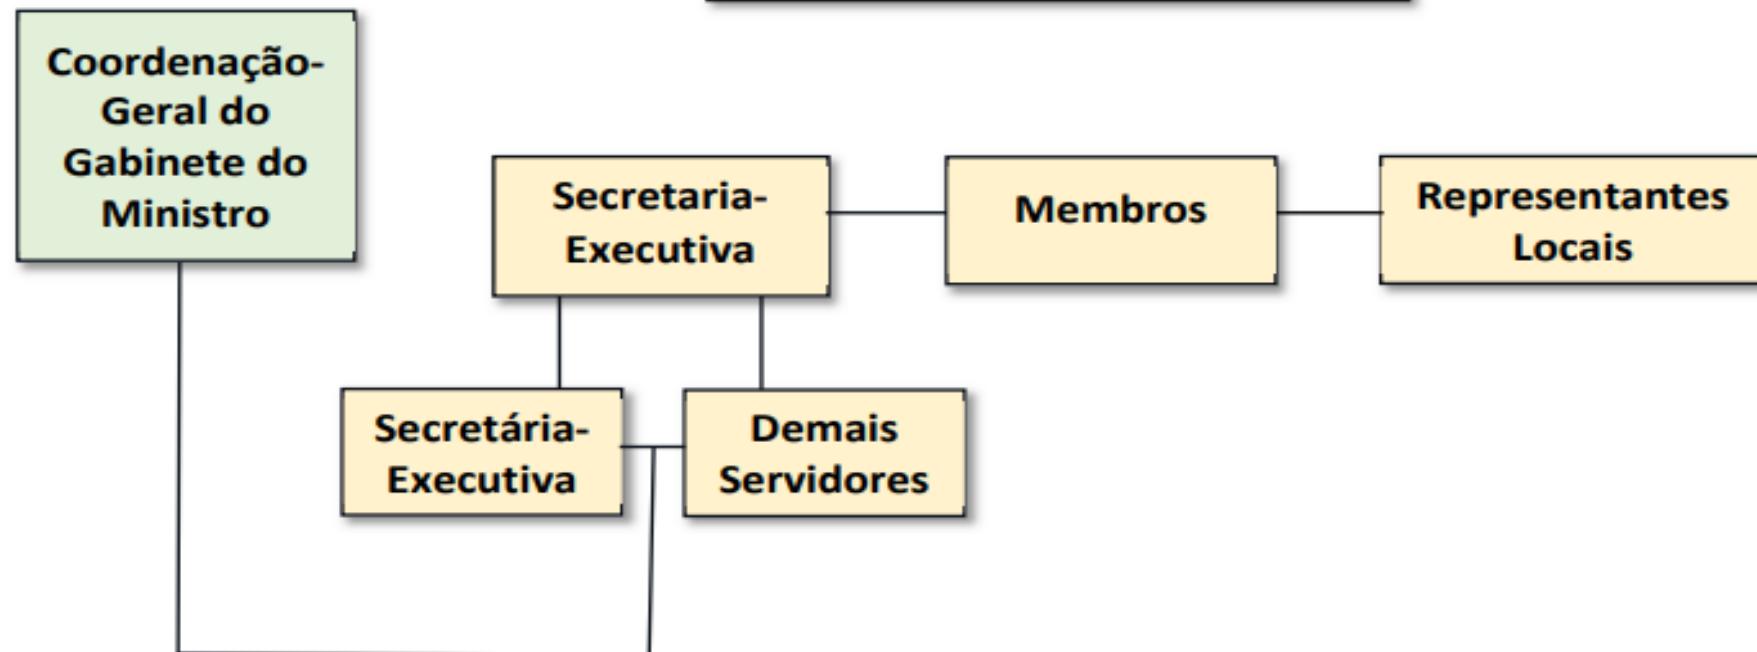 Coordenação-
Geral do
Gabinete do
Ministro
Secretaria-
Executiva
Membros
Representantes
Locais
Secretária-
Executiva
Demais
Servidores